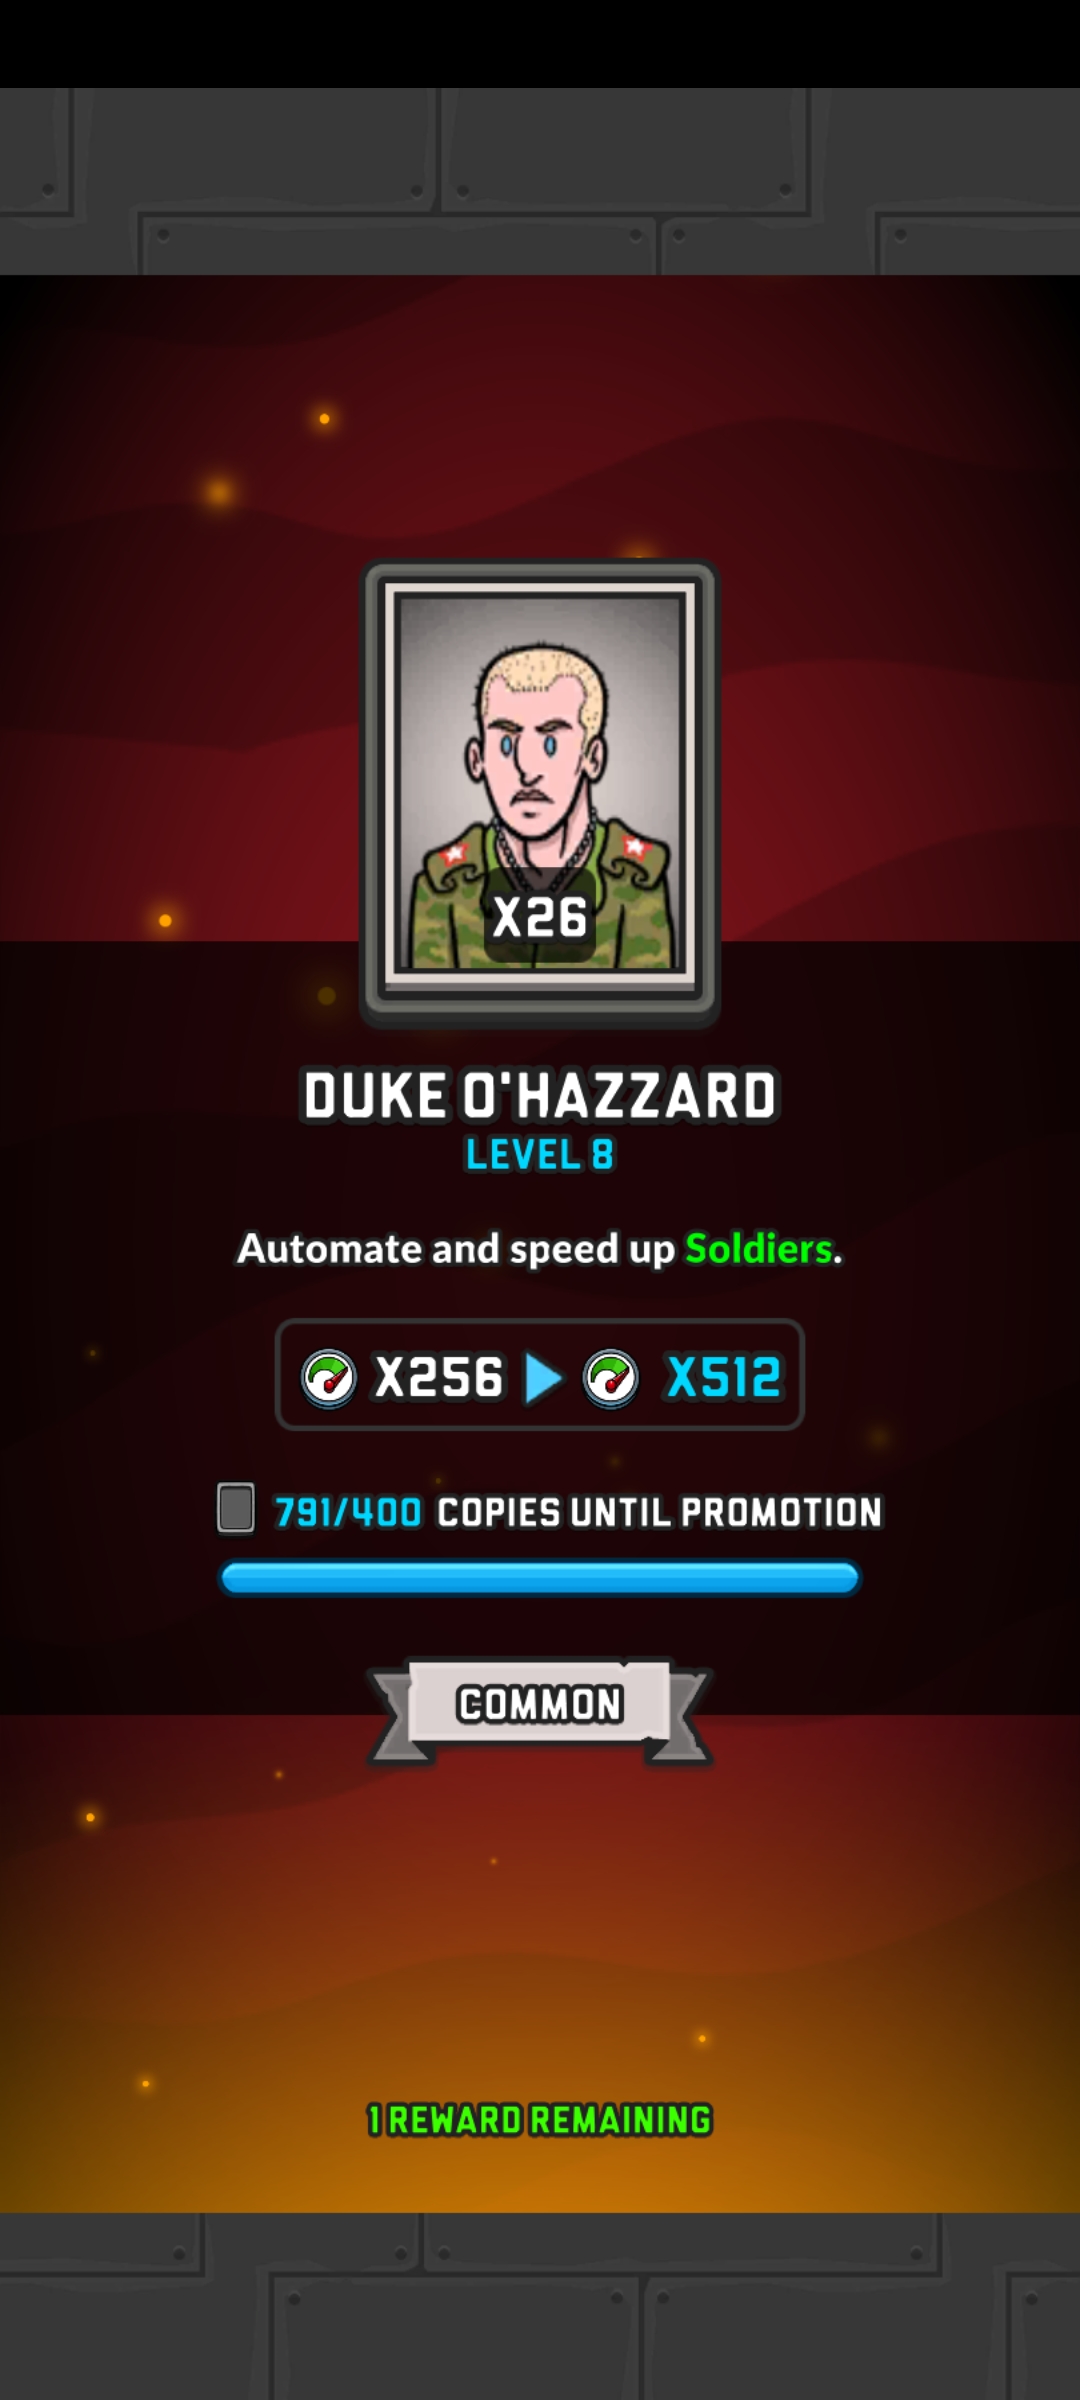 X26
DUKE O'HAZZARD
LEVEL 8
Automate and speed up Soldiers.
X256 X512
791/400 COPIES UNTIL PROMOTION
COMMON
1 REWARD REMAINING